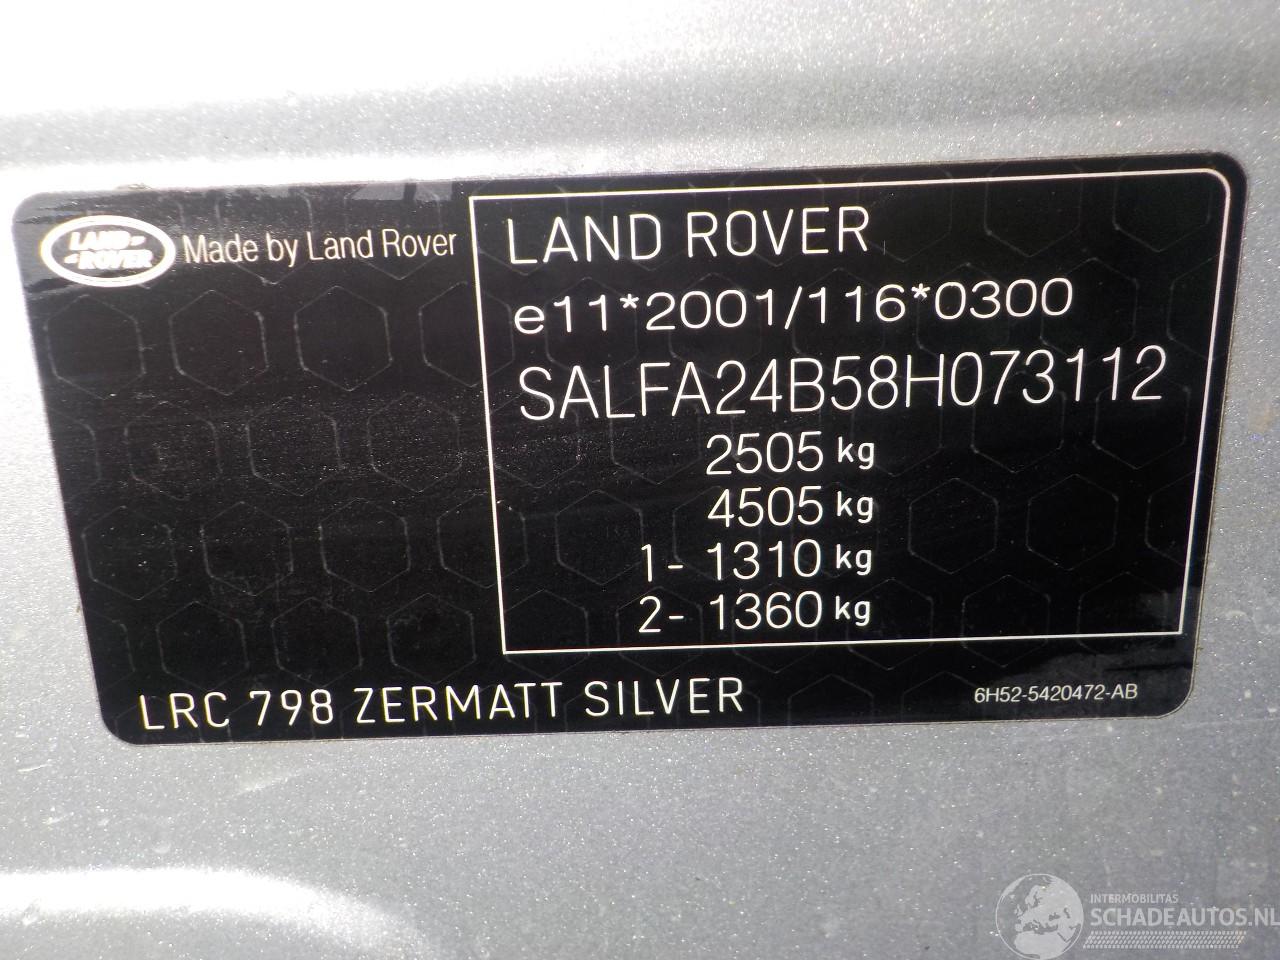 LAND ROVER
Made by Land Rover
LAND ROVER
e11*2001/116*0300
SALFA24B58H073112
2505 kg
4505 kg
1- 1310 kg
2- 1360 kg
LRC 798 ZERMATT SILVER
6H52-5420472-AB
INTERMOBILITAS
SCHADEAUTOS.NL